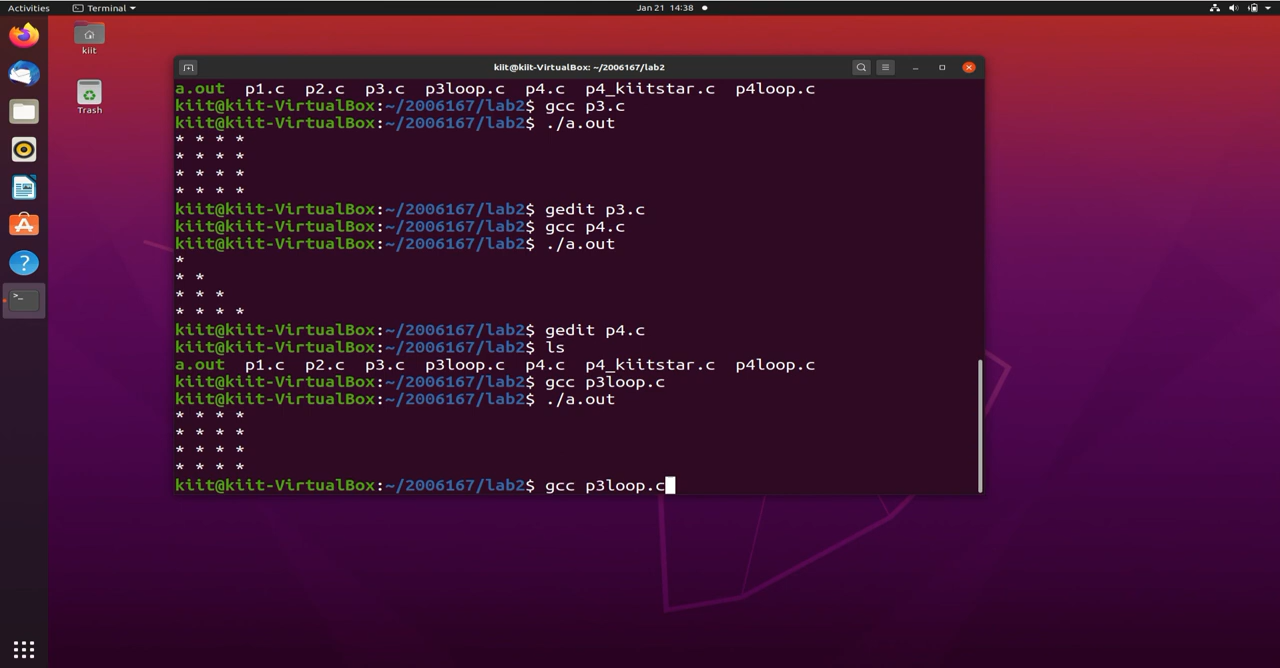 Activities Terminal Jan 21 14:38
kiit
Trash
kiit@kiit-VirtualBox: ~/2006167/lab2
a.out p1.c p2.c p3.c p3loop.c p4.c p4_kiitstar.c p4loop.c
kiit@kiit-VirtualBox:~/2006167/lab2$ gcc p3.c
kiit@kiit-VirtualBox:~/2006167/lab2$ ./a.out
* * * *
* * * *
* * * *
* * * *
kiit@kiit-VirtualBox:~/2006167/lab2$ gedit p3.c
kiit@kiit-VirtualBox:~/2006167/lab2$ gcc p4.c
kiit@kiit-VirtualBox:~/2006167/lab2$ ./a.out
*
* *
* * *
* * * *
kiit@kiit-VirtualBox:~/2006167/lab2$ gedit p4.c
kiit@kiit-VirtualBox:~/2006167/lab2$ ls
a.out p1.c p2.c p3.c p3loop.c p4.c p4_kiitstar.c p4loop.c
kiit@kiit-VirtualBox:~/2006167/lab2$ gcc p3loop.c
kiit@kiit-VirtualBox:~/2006167/lab2$ ./a.out
* * * *
* * * *
* * * *
* * * *
kiit@kiit-VirtualBox:~/2006167/lab2$ gcc p3loop.c